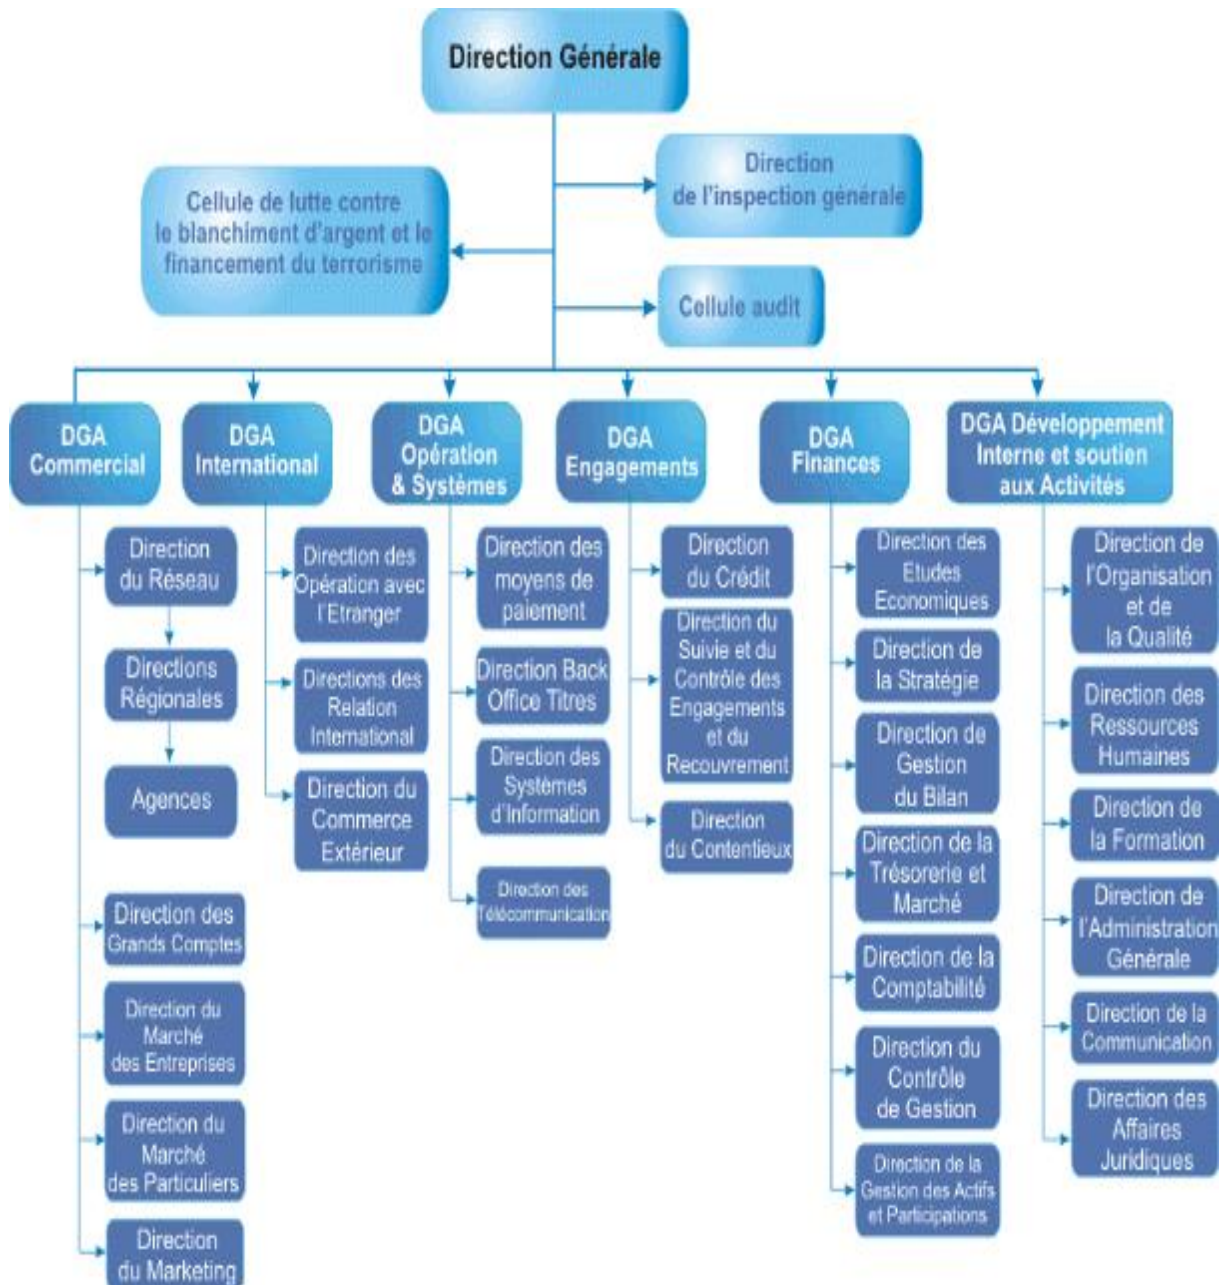 Direction Générale
Direction
de l'inspection générale
Cellule de lutte contre
le blanchiment d'argent et le
financement du terrorisme
Cellule audit
DGA
Commercial
DGA
International
DGA
Opération
& Systèmes
DGA
Engagements
DGA
Finances
DGA Développement
Interne et soutien
aux Activités
Direction
du Réseau
Directions
Régionales
Agences
Direction des
Grands Comptes
Direction du
Marché
des Entreprises
Direction du
Marché
des Particuliers
Direction
du Marketing
Direction des
Opération avec
l'Etranger
Directions des
Relation
International
Direction du
Commerce
Extérieur
Direction des
moyens de
paiement
Direction Back
Office Titres
Direction des
Systèmes
d'Information
Direction des
Télécommunication
Direction
du Crédit
Direction du
Suivie et du
Contrôle des
Engagements
et du
Recouvrement
Direction
du Contentieux
Direction des
Etudes
Economiques
Direction de
la Stratégie
Direction de
Gestion
du Bilan
Direction de la
Trésorerie et
Marché
Direction de la
Comptabilité
Direction du
Contrôle
de Gestion
Direction de la
Gestion des Actifs
et Participations
Direction de
l'Organisation
et de
la Qualité
Direction des
Ressources
Humaines
Direction de
la Formation
Direction de
l'Administration
Générale
Direction de la
Communication
Direction des
Affaires
Juridiques